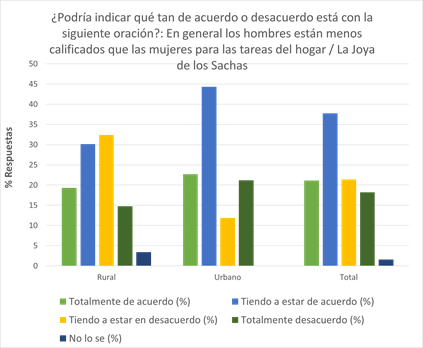 ¿Podría indicar qué tan de acuerdo o desacuerdo está con la
siguiente oración?: En general los hombres están menos
calificados que las mujeres para las tareas del hogar / La Joya
de los Sachas
50
45
40
35
30
25
20
15
10
5
0
% Respuestas
Rural Urbano Total
Totalmente de acuerdo (%) Tiendo a estar de acuerdo (%)
Tiendo a estar en desacuerdo (%) Totalmente desacuerdo (%)
No lo se (%)